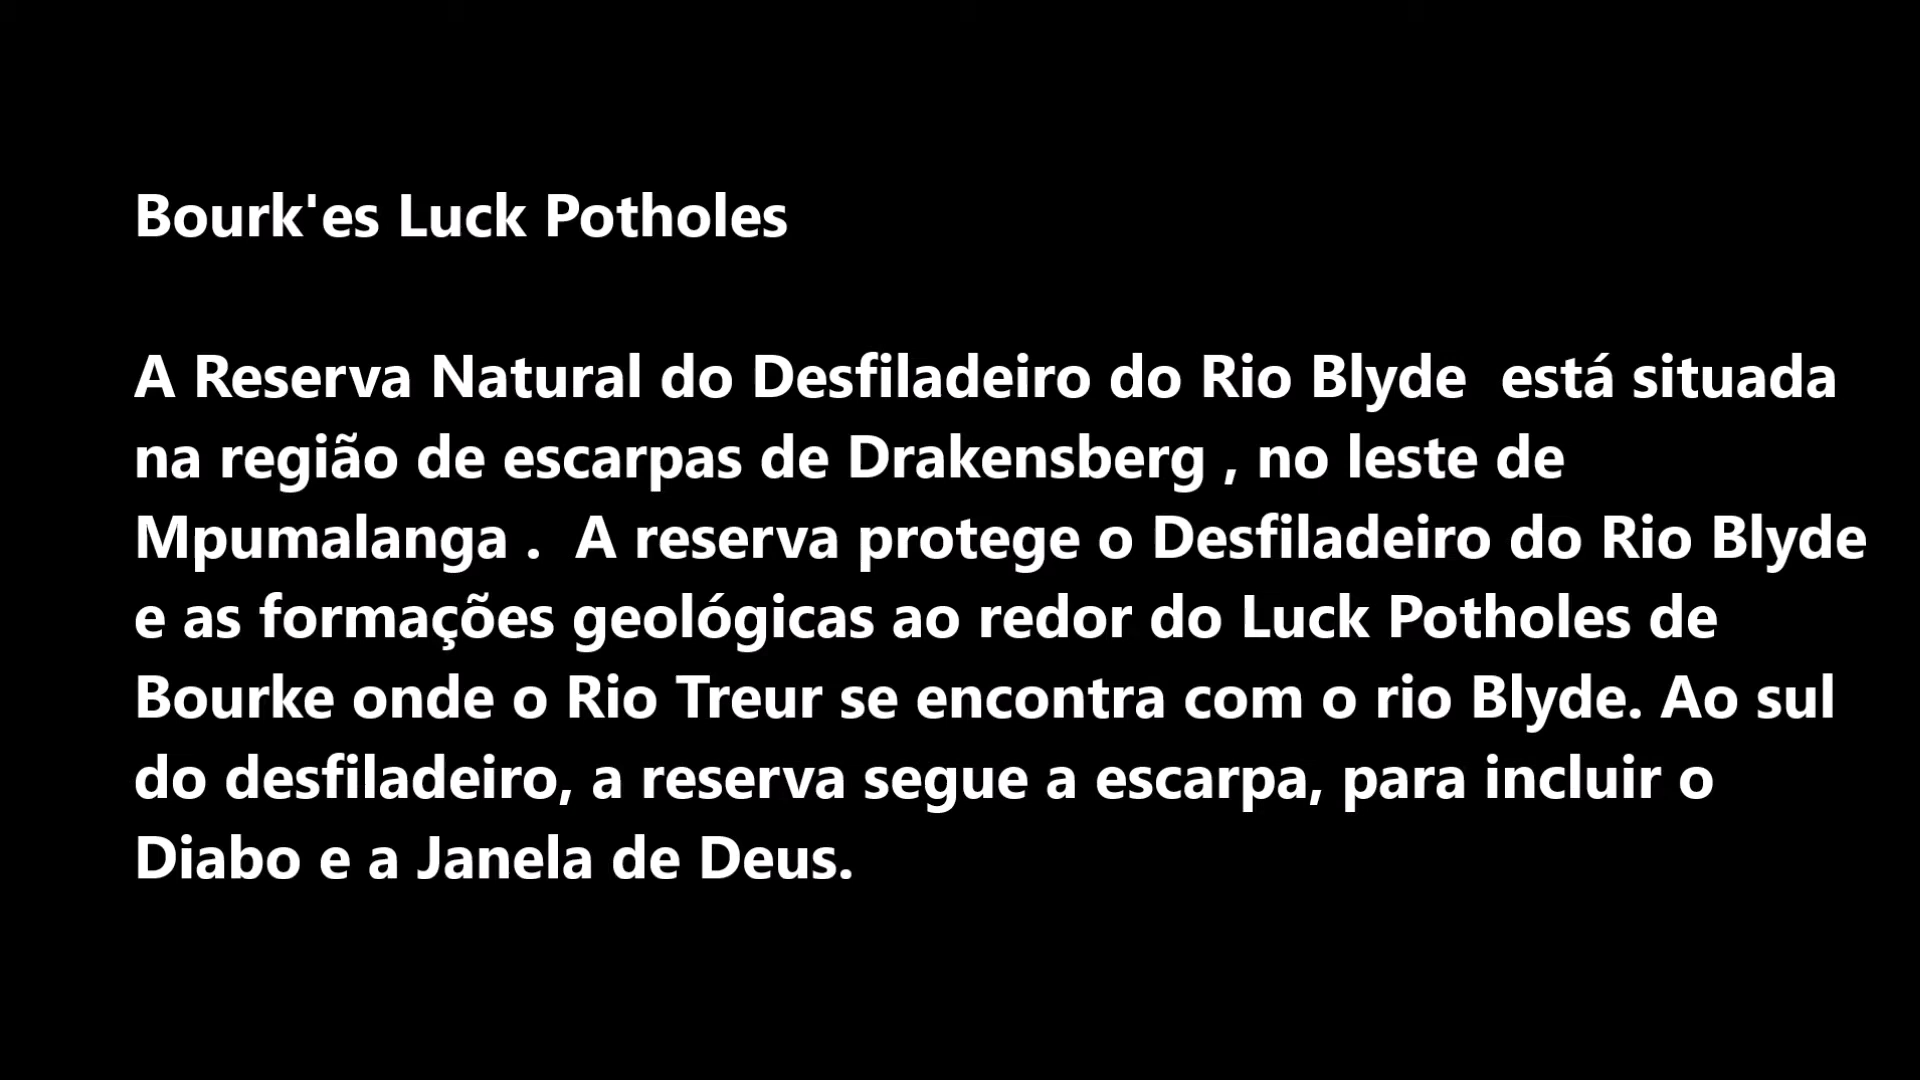 Bourk'es Luck Potholes
A Reserva Natural do Desfiladeiro do Rio Blyde  está situada
na região de escarpas de Drakensberg , no leste de
Mpumalanga .  A reserva protege o Desfiladeiro do Rio Blyde
e as formações geológicas ao redor do Luck Potholes de
Bourke onde o Rio Treur se encontra com o rio Blyde. Ao sul
do desfiladeiro, a reserva segue a escarpa, para incluir o
Diabo e a Janela de Deus.